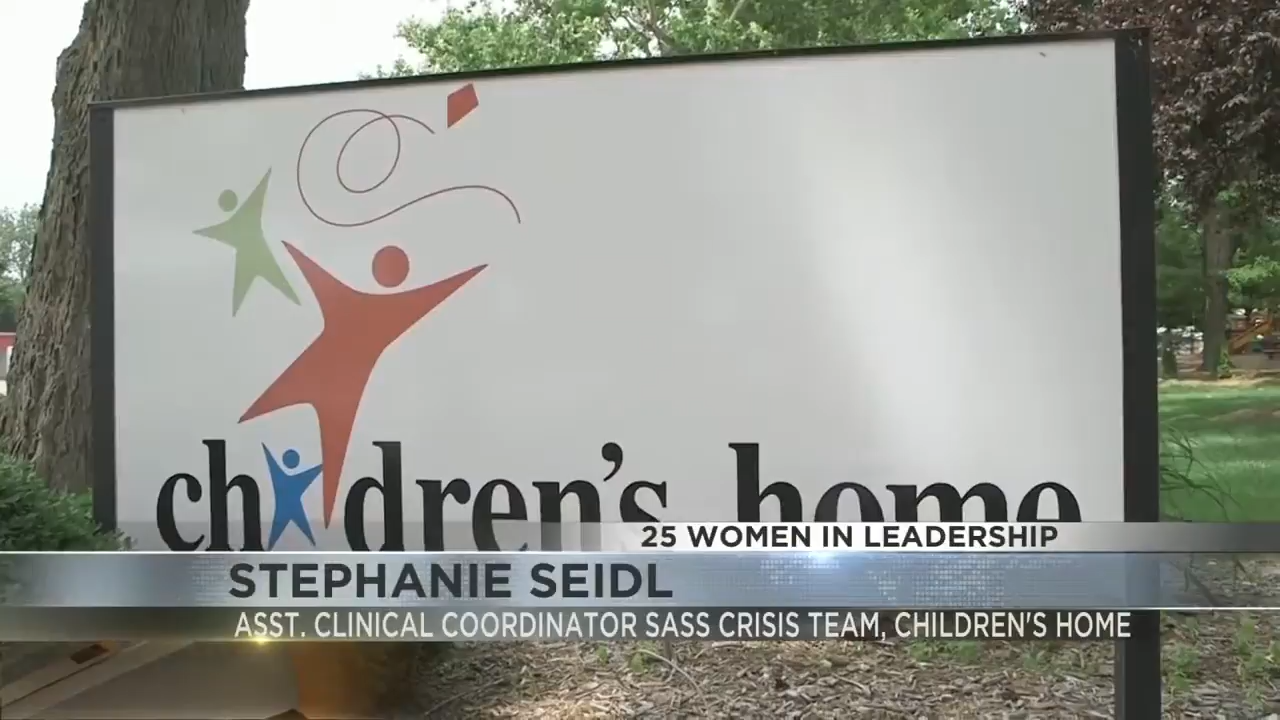 children's home
25 WOMEN IN LEADERSHIP
STEPHANIE SEIDL
ASST. CLINICAL COORDINATOR SASS CRISIS TEAM, CHILDREN'S HOME